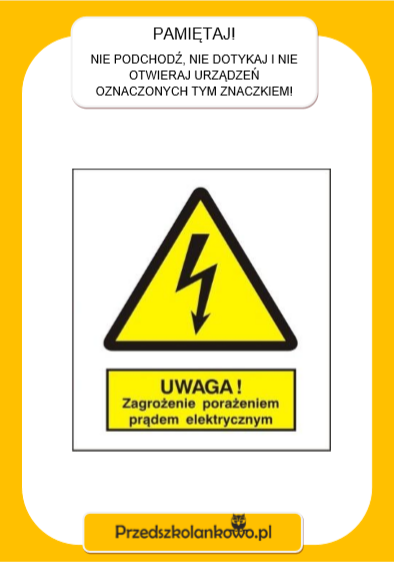 PAMIĘTAJ!
NIE PODCHODŹ, NIE DOTYKAJ I NIE
OTWIERAJ URZĄDZEŃ
OZNACZONYCH TYM ZNACZKIEM!
UWAGA !
Zagrożenie porażeniem
prądem elektrycznym
Przedszkolankowo.pl